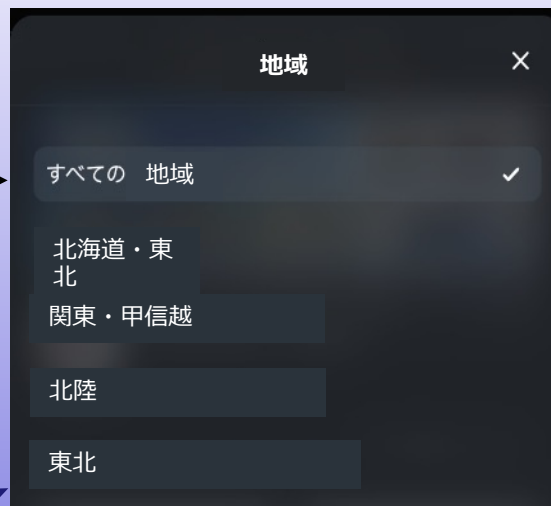 地域
すべての 地域
北海道・東
北
関東・甲信越
北陸
東北